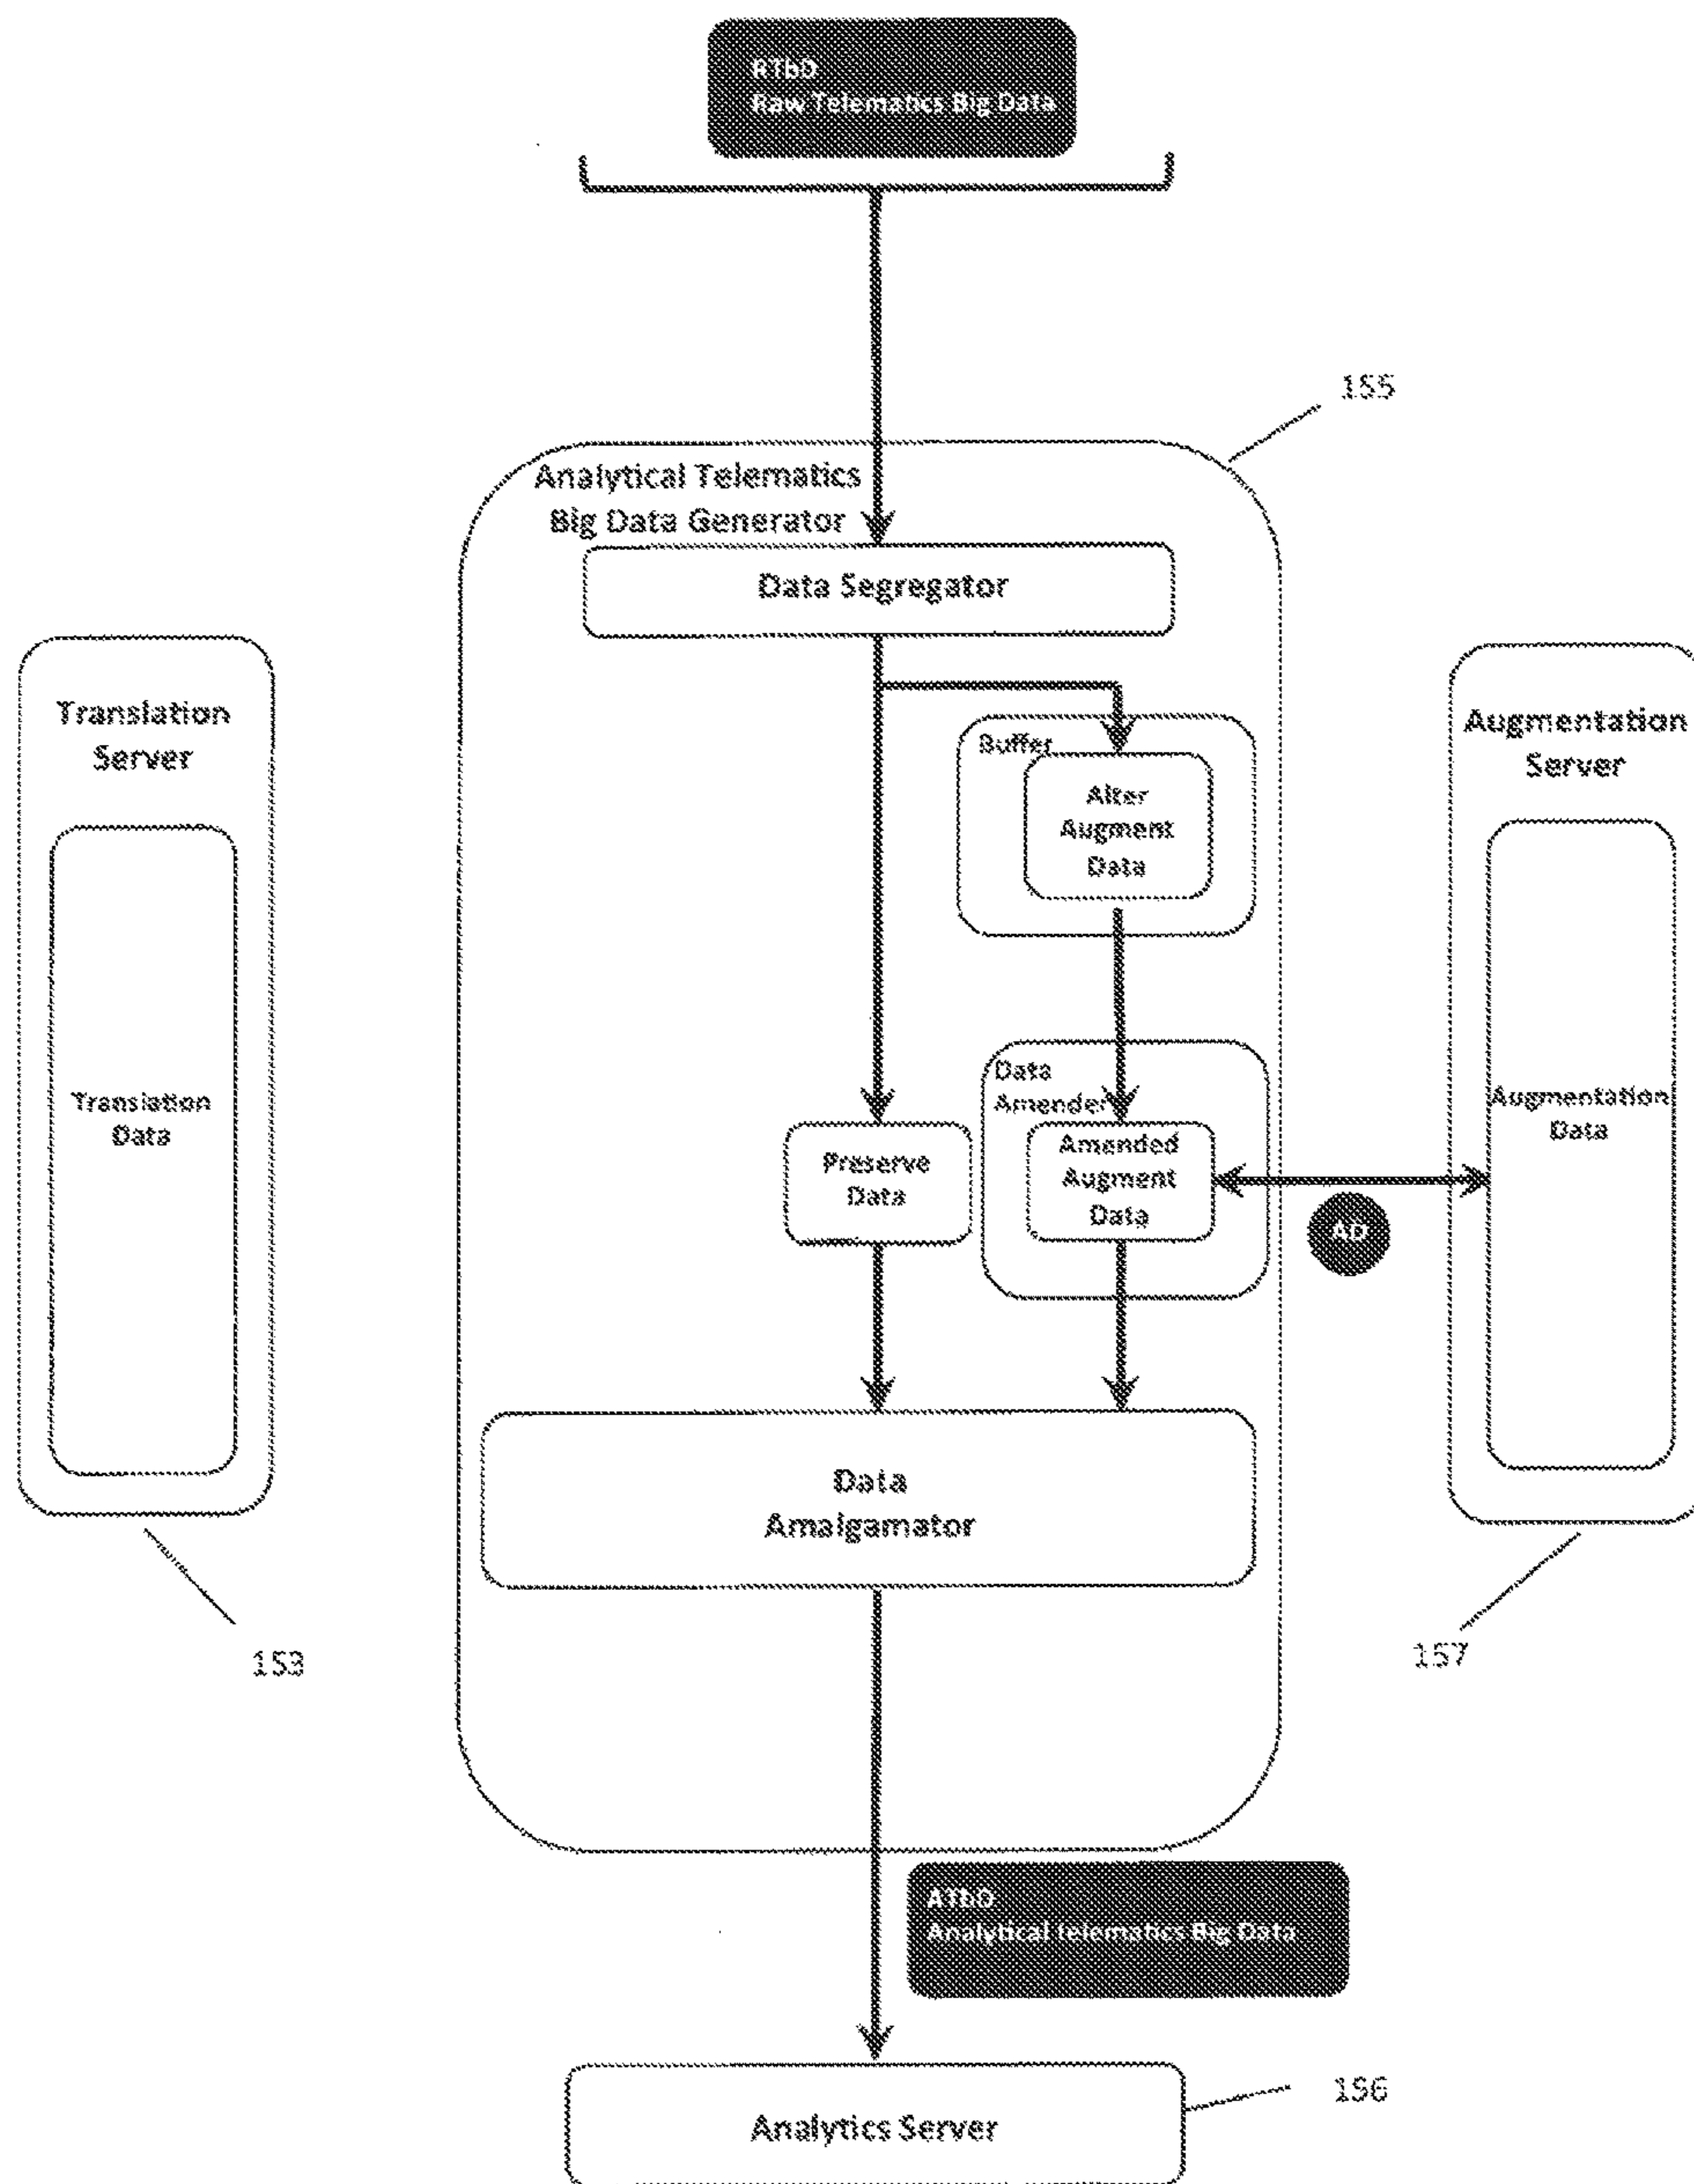 RTbD
Raw Telematics Big Data
155
Analytical Telematics
Big Data Generator
Data Segregator
Translation
Server
Translation
Data
153
Buffer
Alter
Augment
Data
Data
Amender
Amended
Augment
Data
Preserve
Data
Augmentation
Server
Augmentation
Data
AD
157
Data
Amalgamator
ATbD
Analytical telematics Big Data
Analytics Server
156